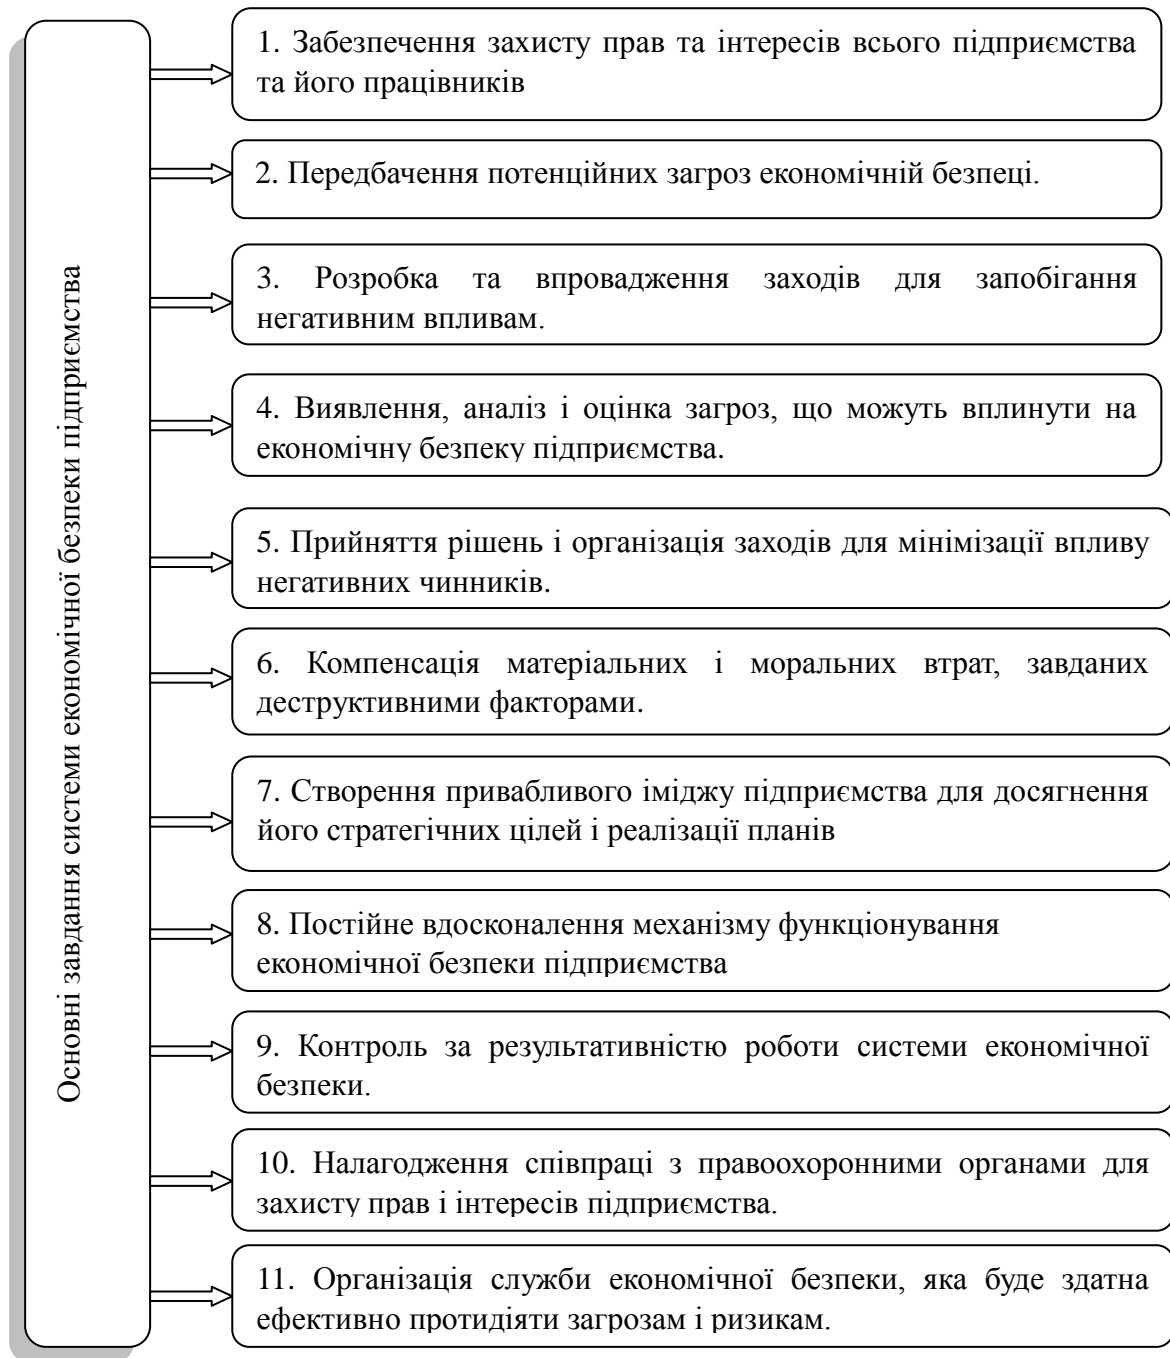 Основні завдання системи економічної безпеки підприємства
1. Забезпечення захисту прав та інтересів всього підприємства
та його працівників
2. Передбачення потенційних загроз економічній безпеці.
3. Розробка та впровадження заходів для запобігання
негативним впливам.
4. Виявлення, аналіз і оцінка загроз, що можуть вплинути на
економічну безпеку підприємства.
5. Прийняття рішень і організація заходів для мінімізації впливу
негативних чинників.
6. Компенсація матеріальних і моральних втрат, завданих
деструктивними факторами.
7. Створення привабливого іміджу підприємства для досягнення
його стратегічних цілей і реалізації планів
8. Постійне вдосконалення механізму функціонування
економічної безпеки підприємства
9. Контроль за результативністю роботи системи економічної
безпеки.
10. Налагодження співпраці з правоохоронними органами для
захисту прав і інтересів підприємства.
11. Організація служби економічної безпеки, яка буде здатна
ефективно протидіяти загрозам і ризикам.